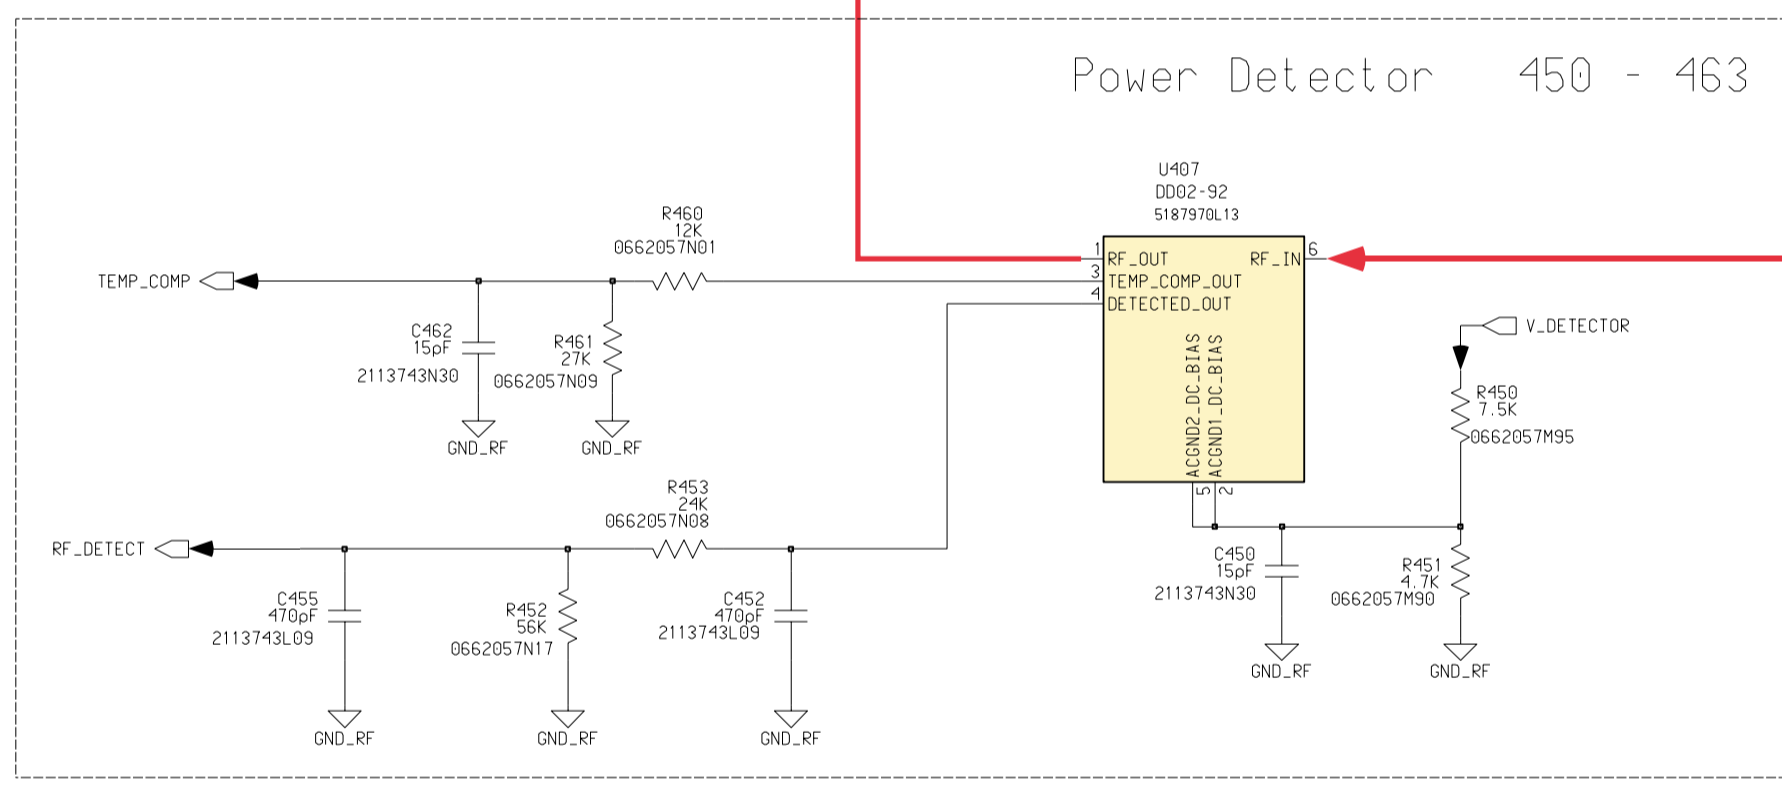 Power Detector 450 - 463
U407
DD02-92
5187970L13
R460
12K
0662057N01
1
RF_OUT
RF_IN
6
TEMP_COMP
3
TEMP_COMP_OUT
4
DETECTED_OUT
ACGND2_DC_BIAS
ACGND1_DC_BIAS
5
2
V_DETECTOR
C462
15pF
2113743N30
R461
27K
0662057N09
GND_RF
GND_RF
R450
7.5K
0662057M95
R453
24K
0662057N08
RF_DETECT
C455
470pF
2113743L09
R452
56K
0662057N17
C452
470pF
2113743L09
C450
15pF
2113743N30
R451
4.7K
0662057M90
GND_RF
GND_RF
GND_RF
GND_RF
GND_RF